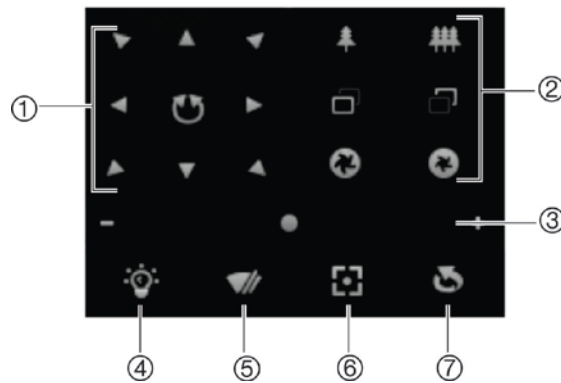 ①
②
③
④ ⑤ ⑥ ⑦